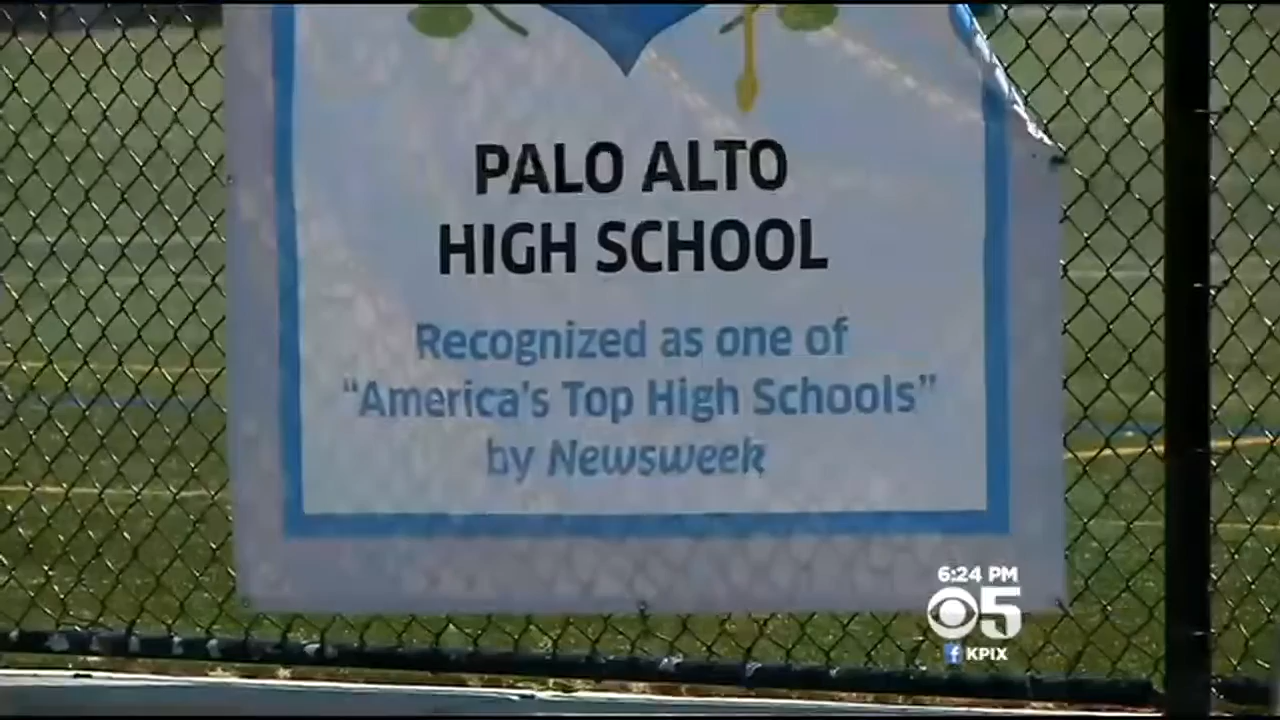 PALO ALTO
HIGH SCHOOL
Recognized as one of
“America's Top High Schools”
by Newsweek
6:24 PM
5
f KPIX